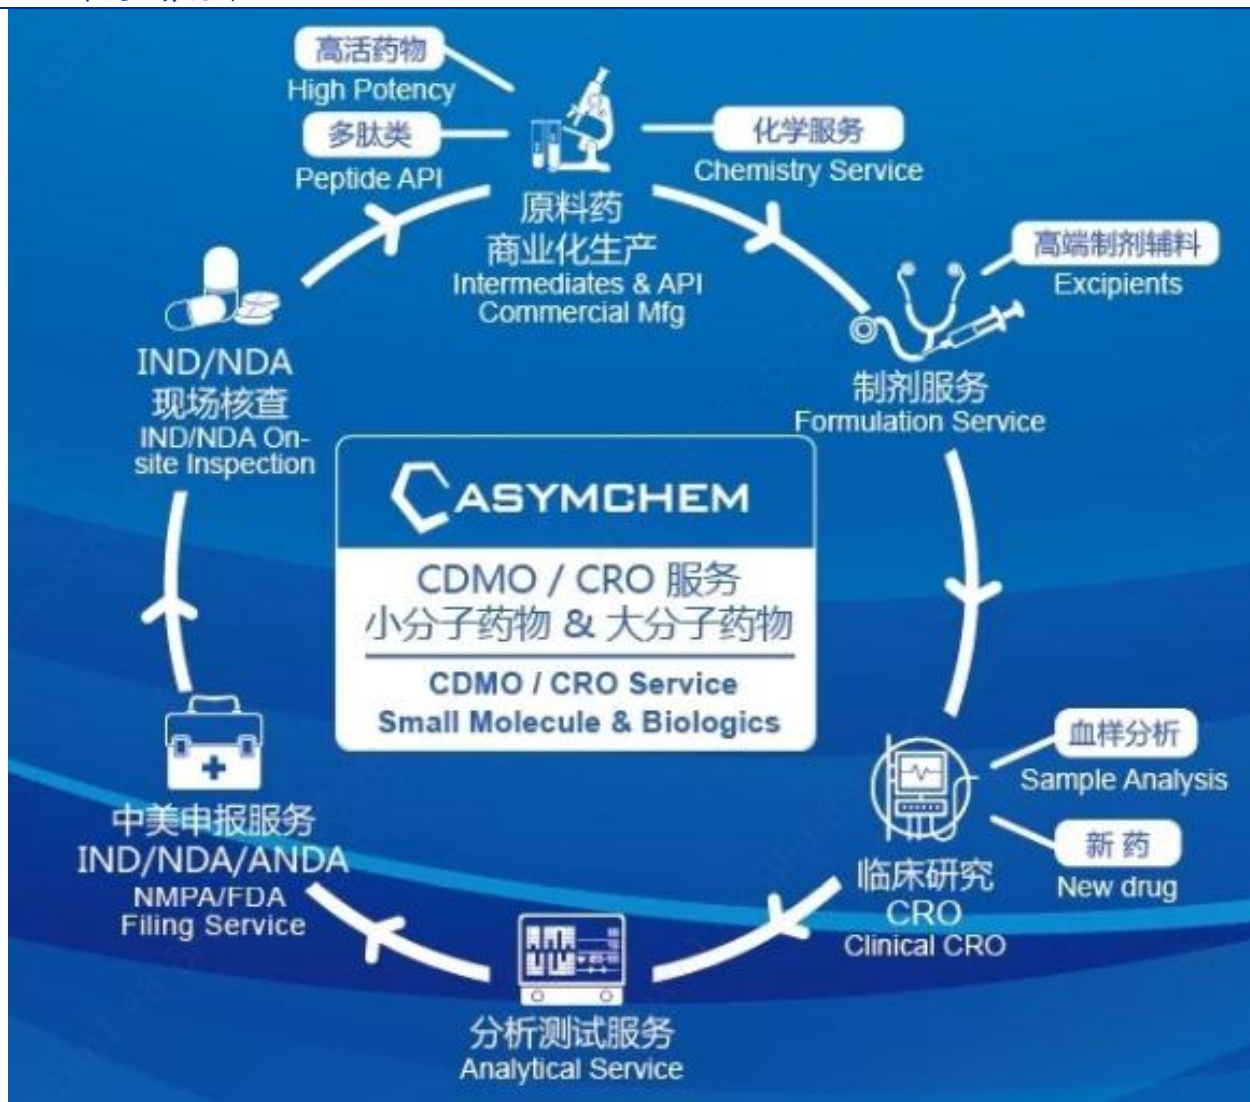 高活药物
High Potency
多肽类
Peptide API
化学服务
Chemistry Service
原料药
商业化生产
Intermediates & API
Commercial Mfg
高端制剂辅料
Excipients
制剂服务
Formulation Service
IND/NDA
现场核查
IND/NDA On-
site Inspection
ASYMCHEM
CDMO / CRO 服务
小分子药物 & 大分子药物
CDMO / CRO Service
Small Molecule & Biologics
血样分析
Sample Analysis
新 药
New drug
临床研究
CRO
Clinical CRO
中美申报服务
IND/NDA/ANDA
NMPA/FDA
Filing Service
分析测试服务
Analytical Service